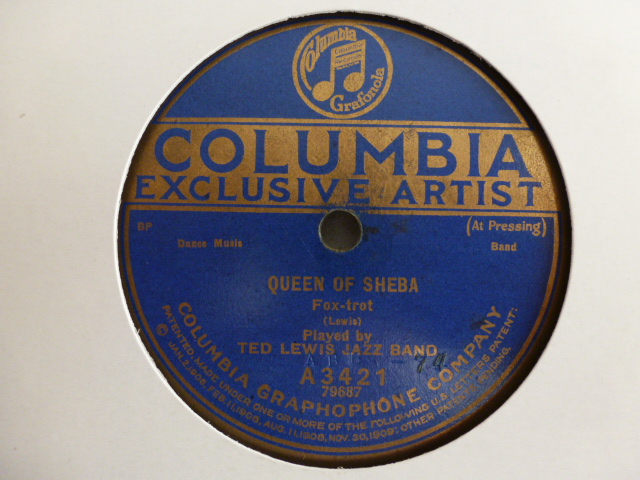 Columbia
Grafonola
COLUMBIA
EXCLUSIVE ARTIST
BP
(At Pressing)
Dance Music
Band
QUEEN OF SHEBA
Fox-trot
(Lewis)
Played by
TED LEWIS JAZZ BAND
A3421
79687
74
COLUMBIA GRAPHOPHONE COMPANY
PATENTED, MADE UNDER ONE OR MORE OF THE FOLLOWING U.S. LETTERS PATENT:
JAN. 21, 1906, FEB. 11, 1908, AUG. 11, 1908, NOV. 30, 1909; OTHER PATENTS PENDING.